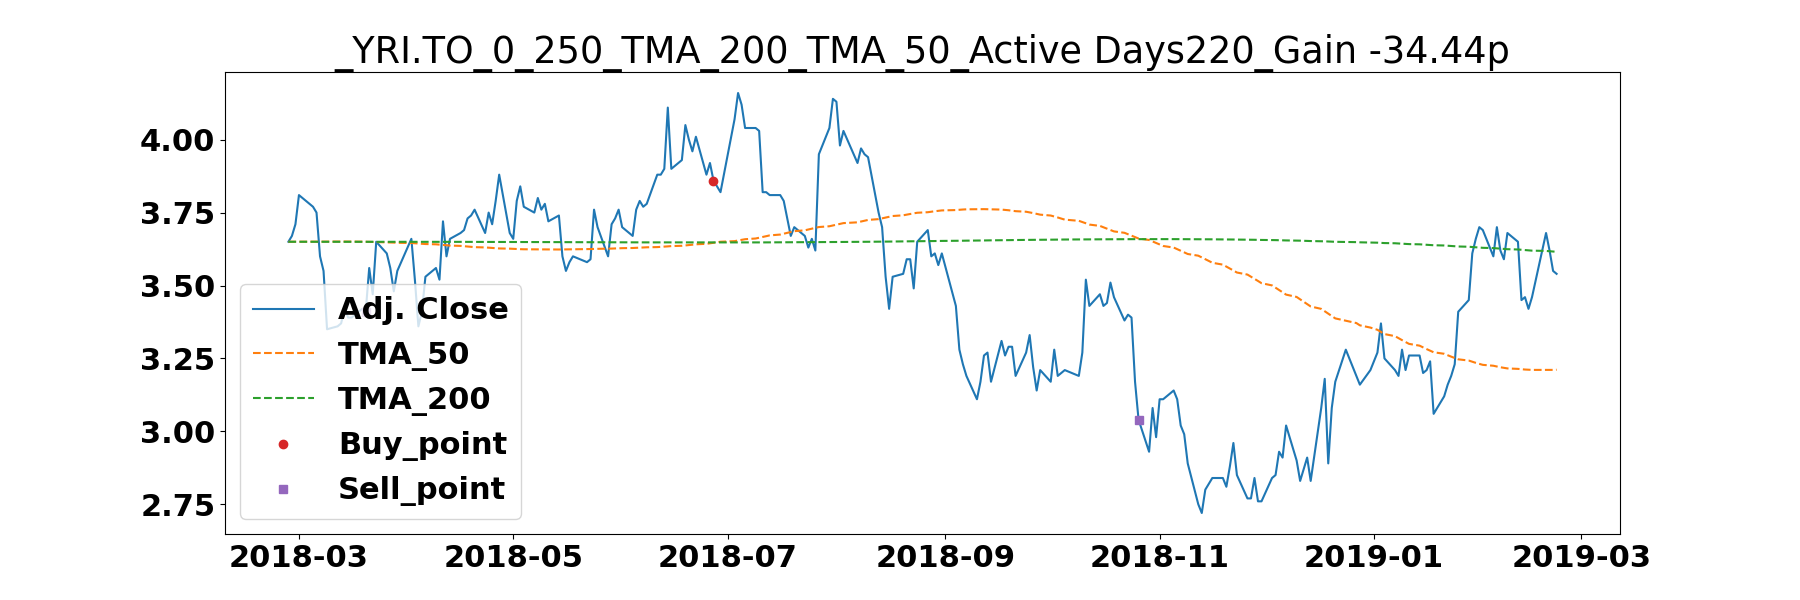 _YRI.TO_0_250_TMA_200_TMA_50_Active Days220_Gain -34.44p
4.00
3.75
3.50
3.25
3.00
2.75
Adj. Close
TMA_50
TMA_200
Buy_point
Sell_point
2018-03 2018-05 2018-07 2018-09 2018-11 2019-01 2019-03